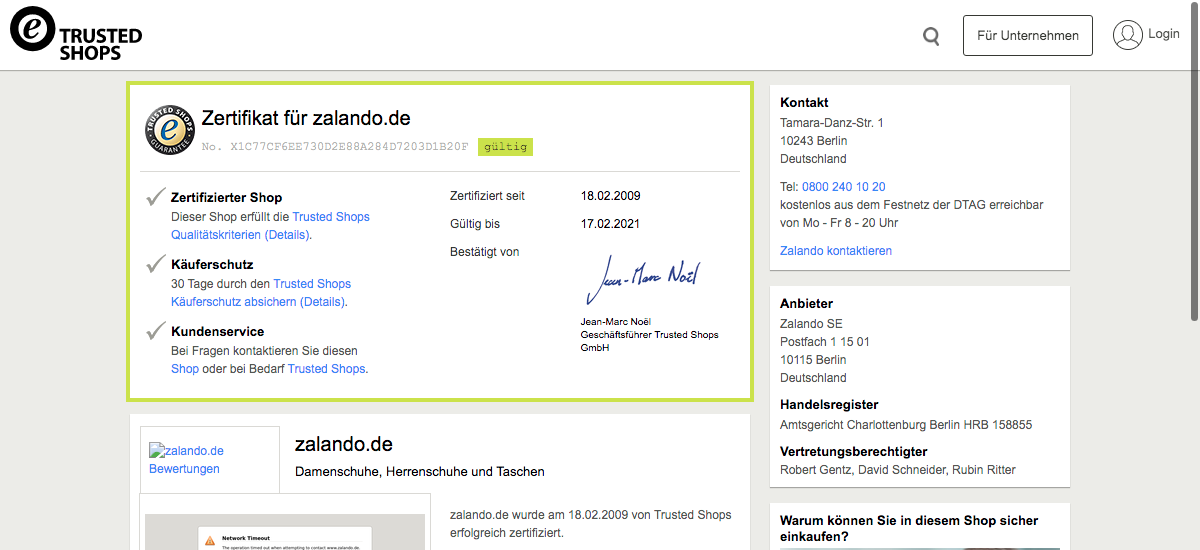 TRUSTED
SHOPS
Für Unternehmen
Login
TRUSTED SHOPS
GUARANTEE
Zertifikat für zalando.de
No. X1C77CF6EE730D2E88A284D7203D1B20F gültig
Zertifizierter Shop
Dieser Shop erfüllt die Trusted Shops
Qualitätskriterien (Details).
Käuferschutz
30 Tage durch den Trusted Shops
Käuferschutz absichern (Details).
Kundenservice
Bei Fragen kontaktieren Sie diesen
Shop oder bei Bedarf Trusted Shops.
Zertifiziert seit 18.02.2009
Gültig bis 17.02.2021
Bestätigt von
Jean-Marc Noël
Jean-Marc Noël
Geschäftsführer Trusted Shops
GmbH
zalando.de
Bewertungen
zalando.de
Damenschuhe, Herrenschuhe und Taschen
Network Timeout
The operation timed out when attempting to contact www.zalando.de.
zalando.de wurde am 18.02.2009 von Trusted Shops
erfolgreich zertifiziert.
Kontakt
Tamara-Danz-Str. 1
10243 Berlin
Deutschland
Tel: 0800 240 10 20
kostenlos aus dem Festnetz der DTAG erreichbar
von Mo - Fr 8 - 20 Uhr
Zalando kontaktieren
Anbieter
Zalando SE
Postfach 1 15 01
10115 Berlin
Deutschland
Handelsregister
Amtsgericht Charlottenburg Berlin HRB 158855
Vertretungsberechtigter
Robert Gentz, David Schneider, Rubin Ritter
Warum können Sie in diesem Shop sicher
einkaufen?